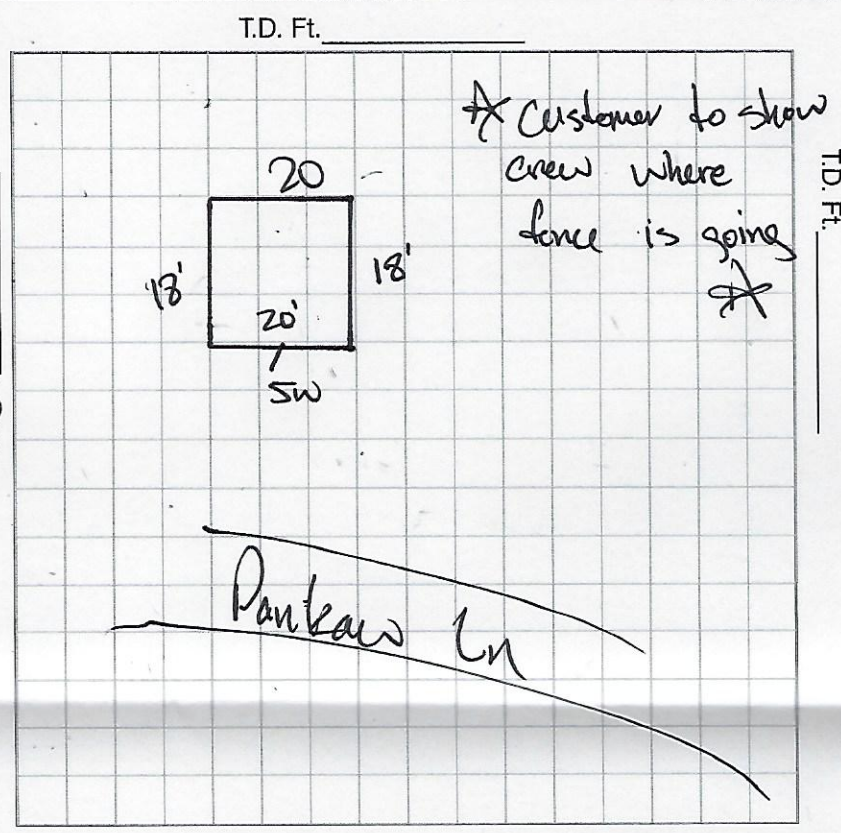 T.D. Ft.
☆ Customer to show
crew where
fence is going
☆
T.D. Ft.
20
18'
18'
20'
5W
Pankaw Ln